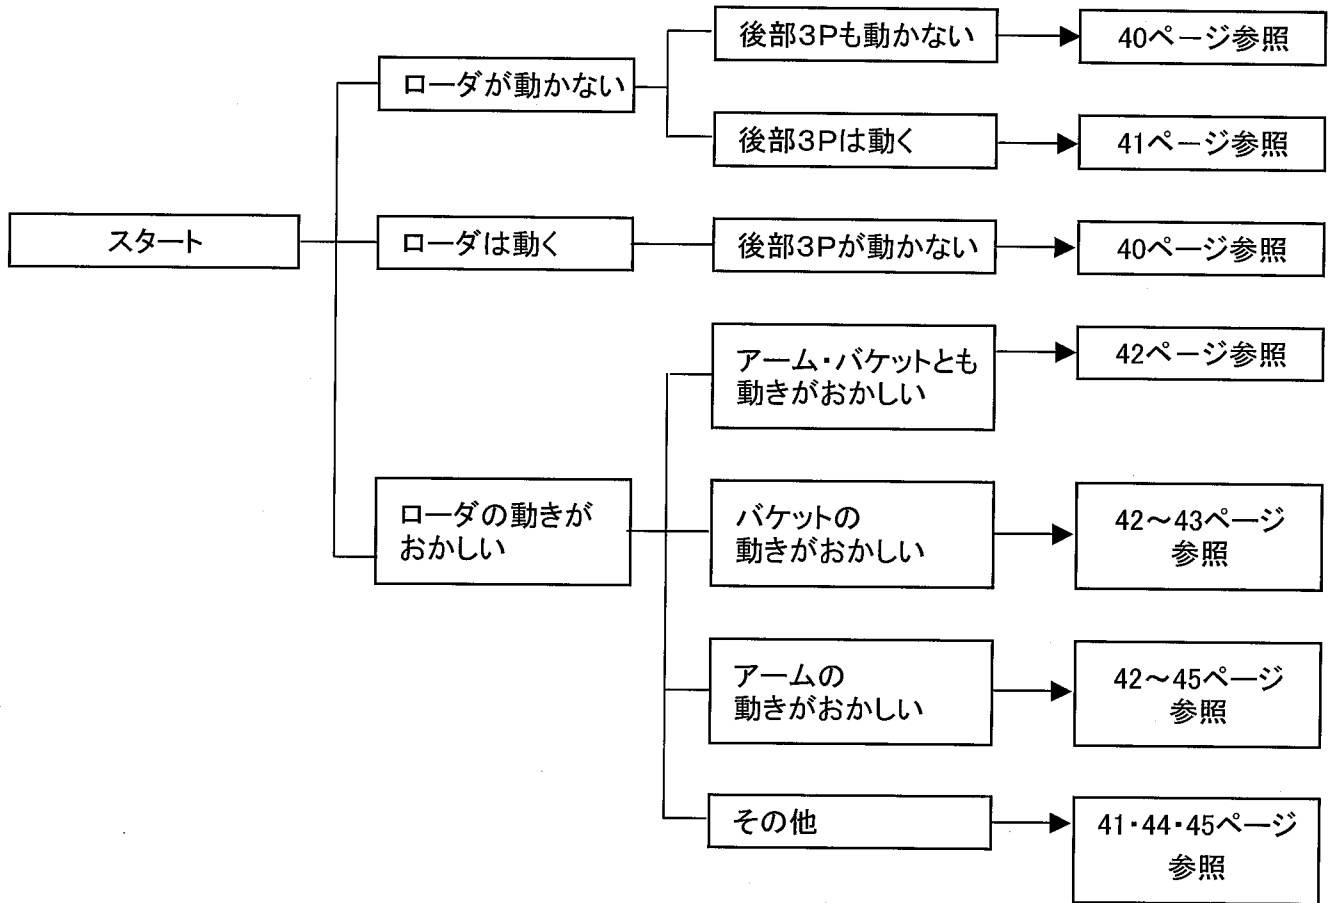 スタート
ローダが動かない
後部3Pも動かない
40ページ参照
後部3Pは動く
41ページ参照
ローダは動く
後部3Pが動かない
40ページ参照
ローダの動きが
おかしい
アーム・バケットとも
動きがおかしい
42ページ参照
バケットの
動きがおかしい
42～43ページ
参照
アームの
動きがおかしい
42～45ページ
参照
その他
41・44・45ページ
参照